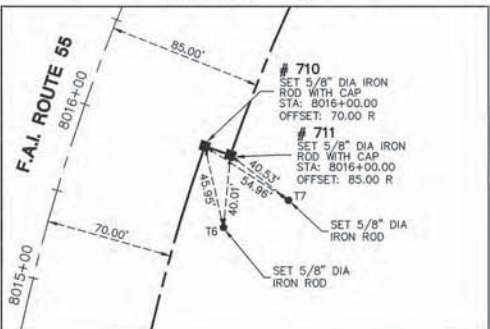 85.00'
# 710
SET 5/8" DIA IRON
ROD WITH CAP
STA: 8016+00.00
OFFSET: 70.00 R
F.A.I. ROUTE 55
8016+00
# 711
SET 5/8" DIA IRON
ROD WITH CAP
STA: 8016+00.00
OFFSET: 85.00 R
40.53'
54.96'
45.95'
40.01'
T7
70.00'
T6
SET 5/8" DIA
IRON ROD
SET 5/8" DIA
IRON ROD
8015+00